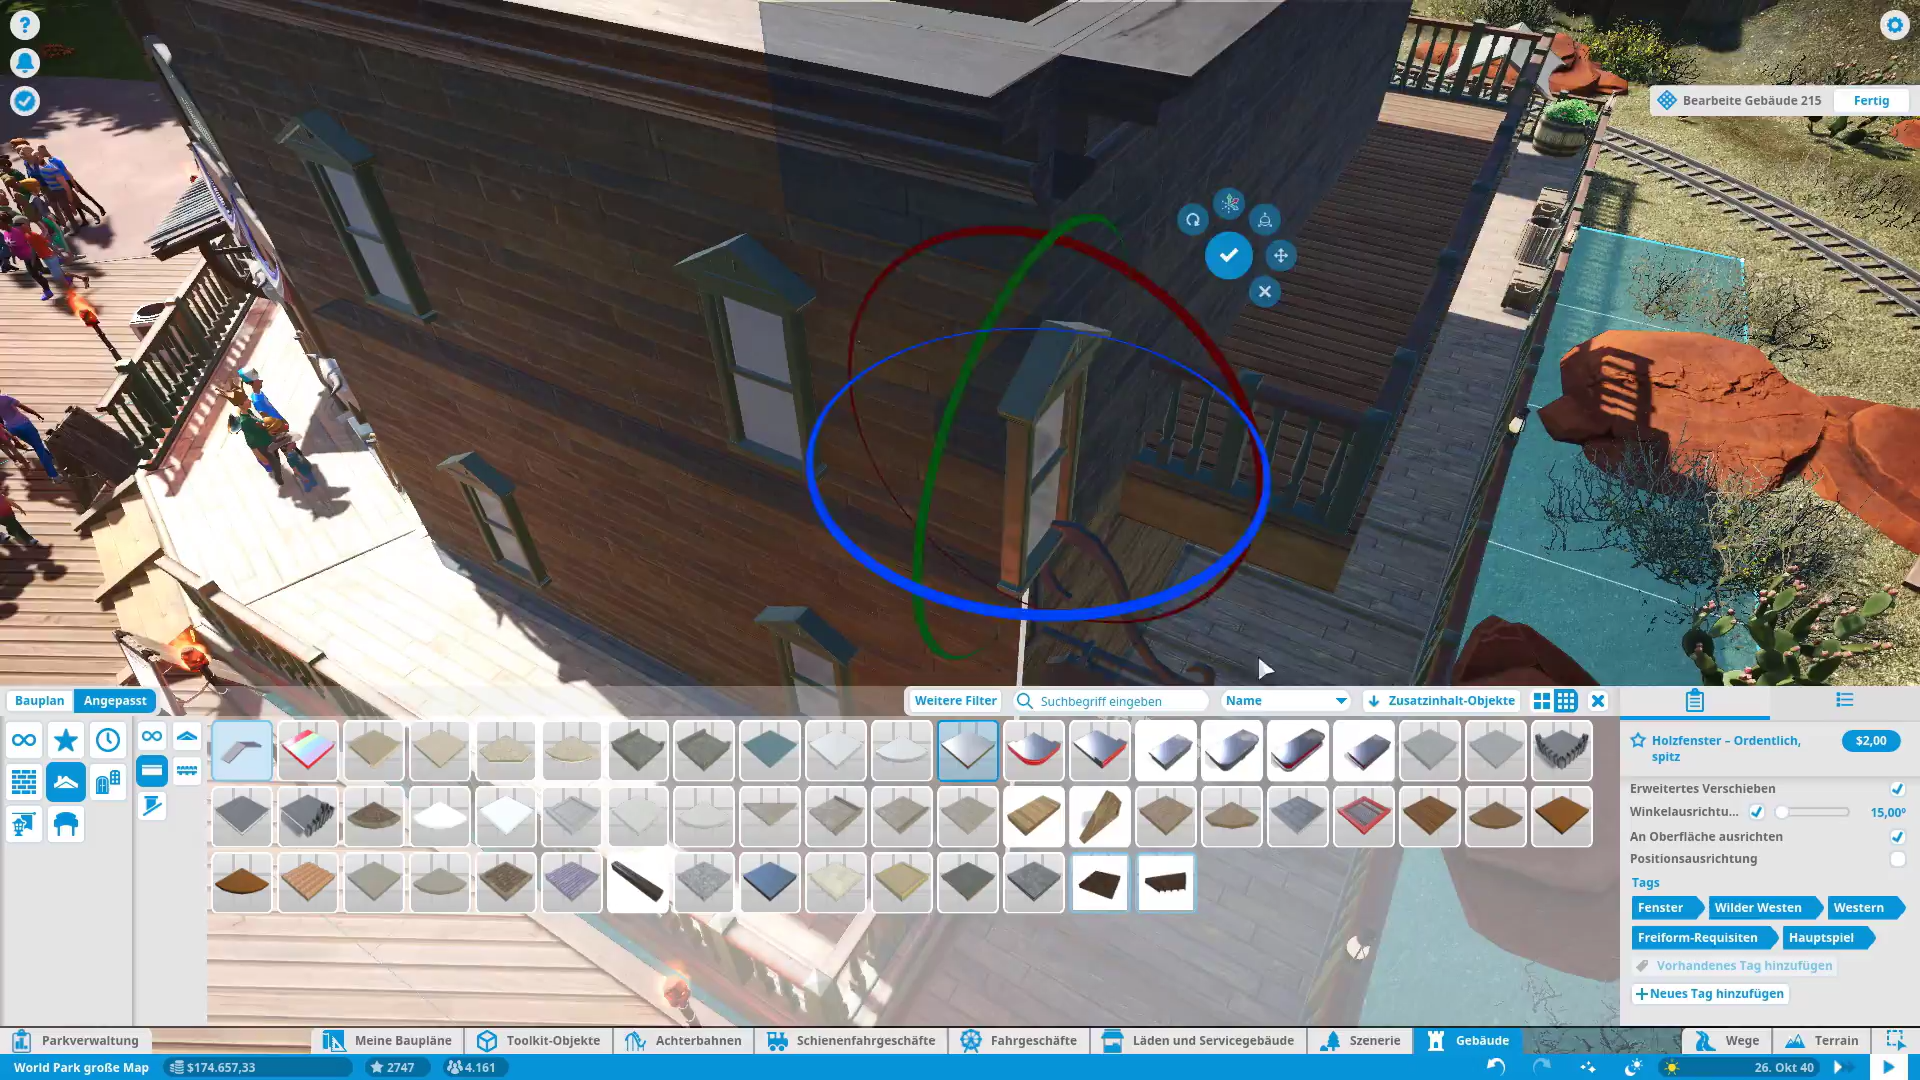 ?
Bearbeite Gebäude 215
Fertig
Bauplan
Angepasst
Weitere Filter
Suchbegriff eingeben
Name
Zusatzinhalt-Objekte
Holzfenster – Ordentlich,
spitz
$2,00
Erweitertes Verschieben
Winkelausrichtu...
15,00°
An Oberfläche ausrichten
Positionsausrichtung
Tags
Fenster
Wilder Westen
Western
Freiform-Requisiten
Hauptspiel
Vorhandenes Tag hinzufügen
+Neues Tag hinzufügen
Parkverwaltung
Meine Baupläne
Toolkit-Objekte
Achterbahnen
Schienenfahrgeschäfte
Fahrgeschäfte
Läden und Servicegebäude
Szenerie
Gebäude
Wege
Terrain
World Park große Map
$174.657,33
2747
4.161
26. Okt 40